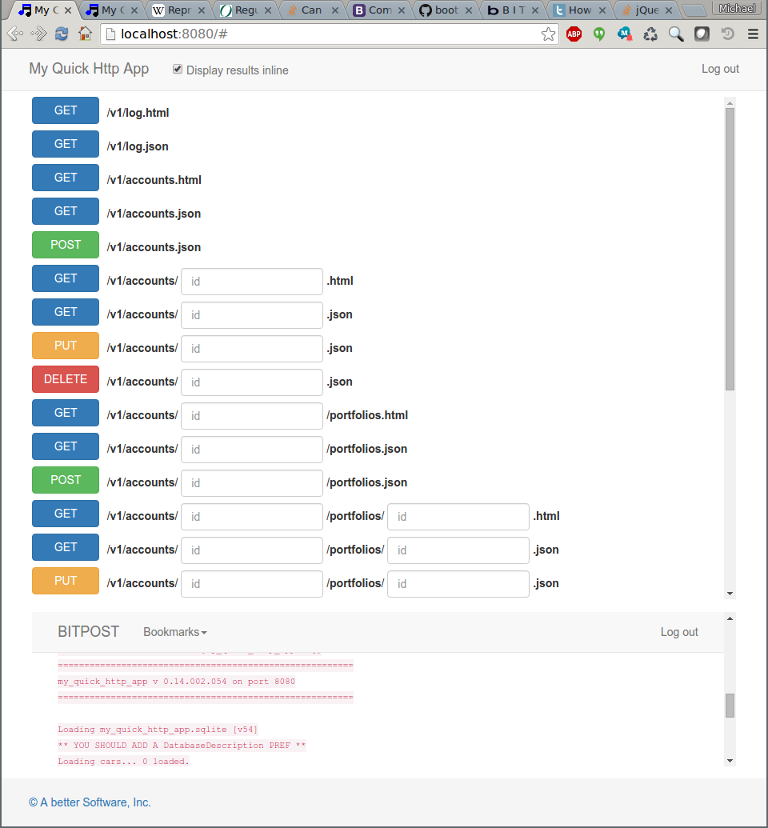 My C
My C
Repr
Regu
Can
Com
boot
B I T
How
jQue
Michael
localhost:8080/#
ABP
My Quick Http App Display results inline Log out
GET /v1/log.html
GET /v1/log.json
GET /v1/accounts.html
GET /v1/accounts.json
POST /v1/accounts.json
GET /v1/accounts/ id .html
GET /v1/accounts/ id .json
PUT /v1/accounts/ id .json
DELETE /v1/accounts/ id .json
GET /v1/accounts/ id /portfolios.html
GET /v1/accounts/ id /portfolios.json
POST /v1/accounts/ id /portfolios.json
GET /v1/accounts/ id /portfolios/ id .html
GET /v1/accounts/ id /portfolios/ id .json
PUT /v1/accounts/ id /portfolios/ id .json
BITPOST Bookmarks Log out
my_quick_http_app v 0.14.002.054 on port 8080
Loading my_quick_http_app.sqlite [v54]
** YOU SHOULD ADD A DatabaseDescription PREF **
Loading cars... 0 loaded.
© A better Software, Inc.